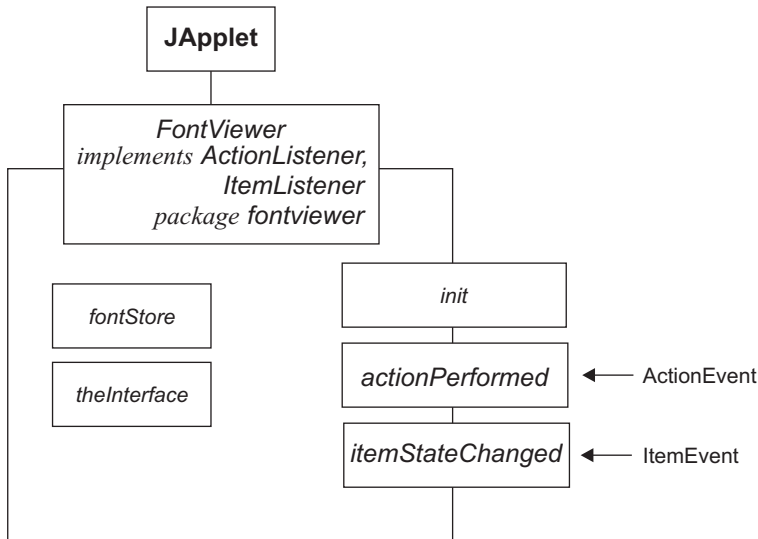 JApplet
FontViewer
implements ActionListener,
ItemListener
package fontviewer
fontStore
theInterface
init
actionPerformed
ActionEvent
itemStateChanged
ItemEvent